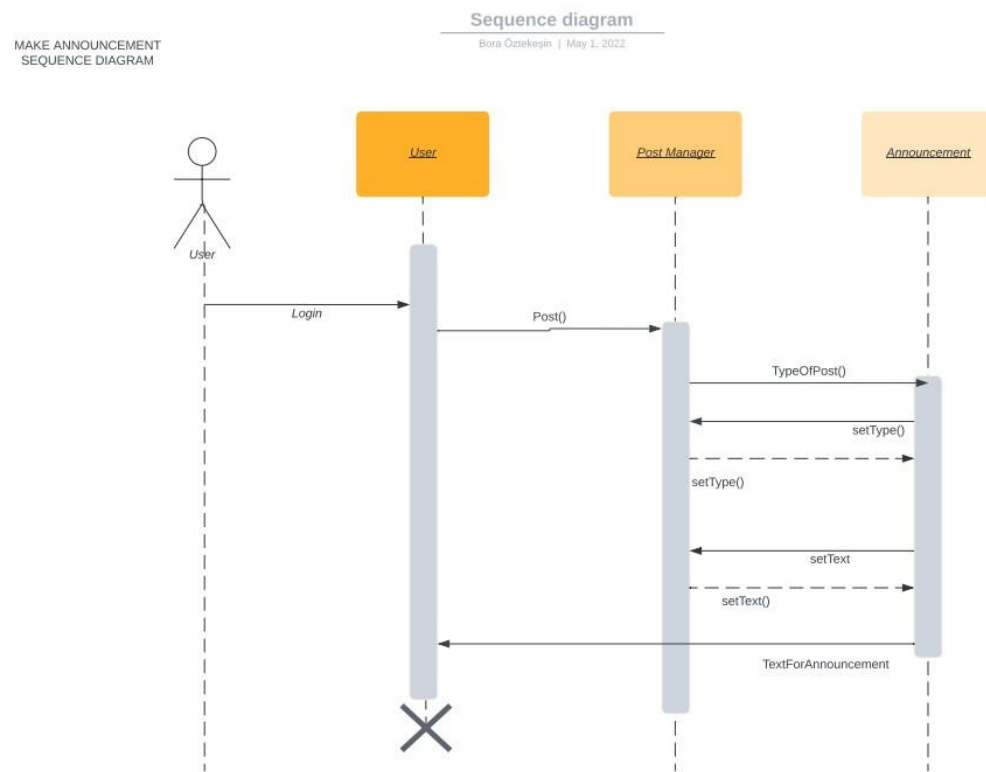 Sequence diagram
Bora Öztekeşin | May 1, 2022
MAKE ANNOUNCEMENT
SEQUENCE DIAGRAM
User
Post Manager
Announcement
User
Login
Post()
TypeOfPost()
setType()
setType()
setText
setText()
TextForAnnouncement